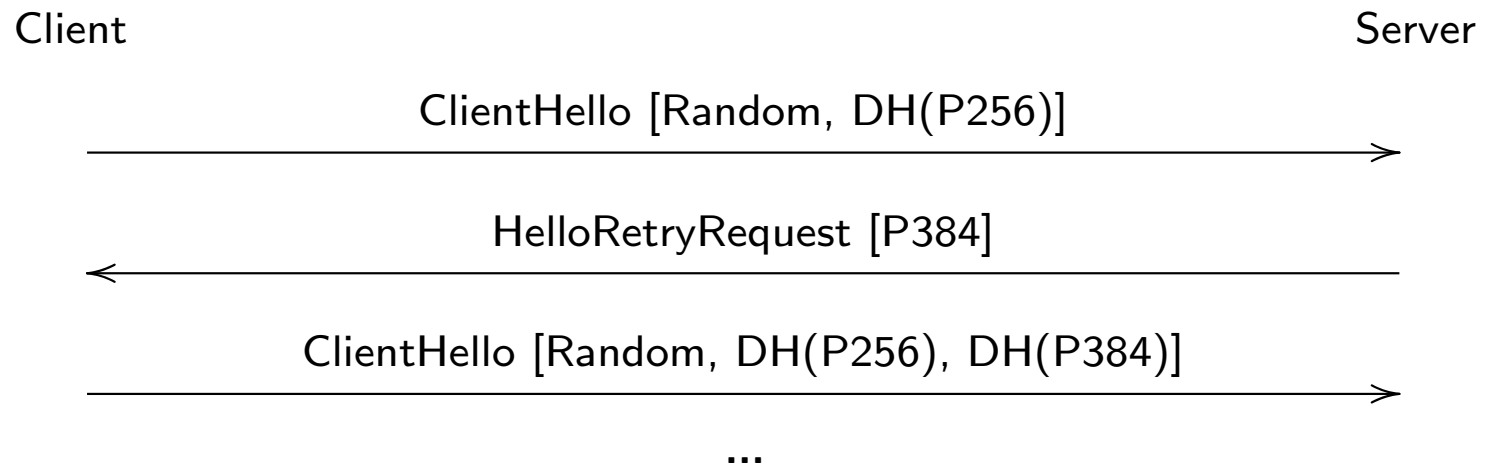 Client Server
ClientHello [Random, DH(P256)]
HelloRetryRequest [P384]
ClientHello [Random, DH(P256), DH(P384)]
...